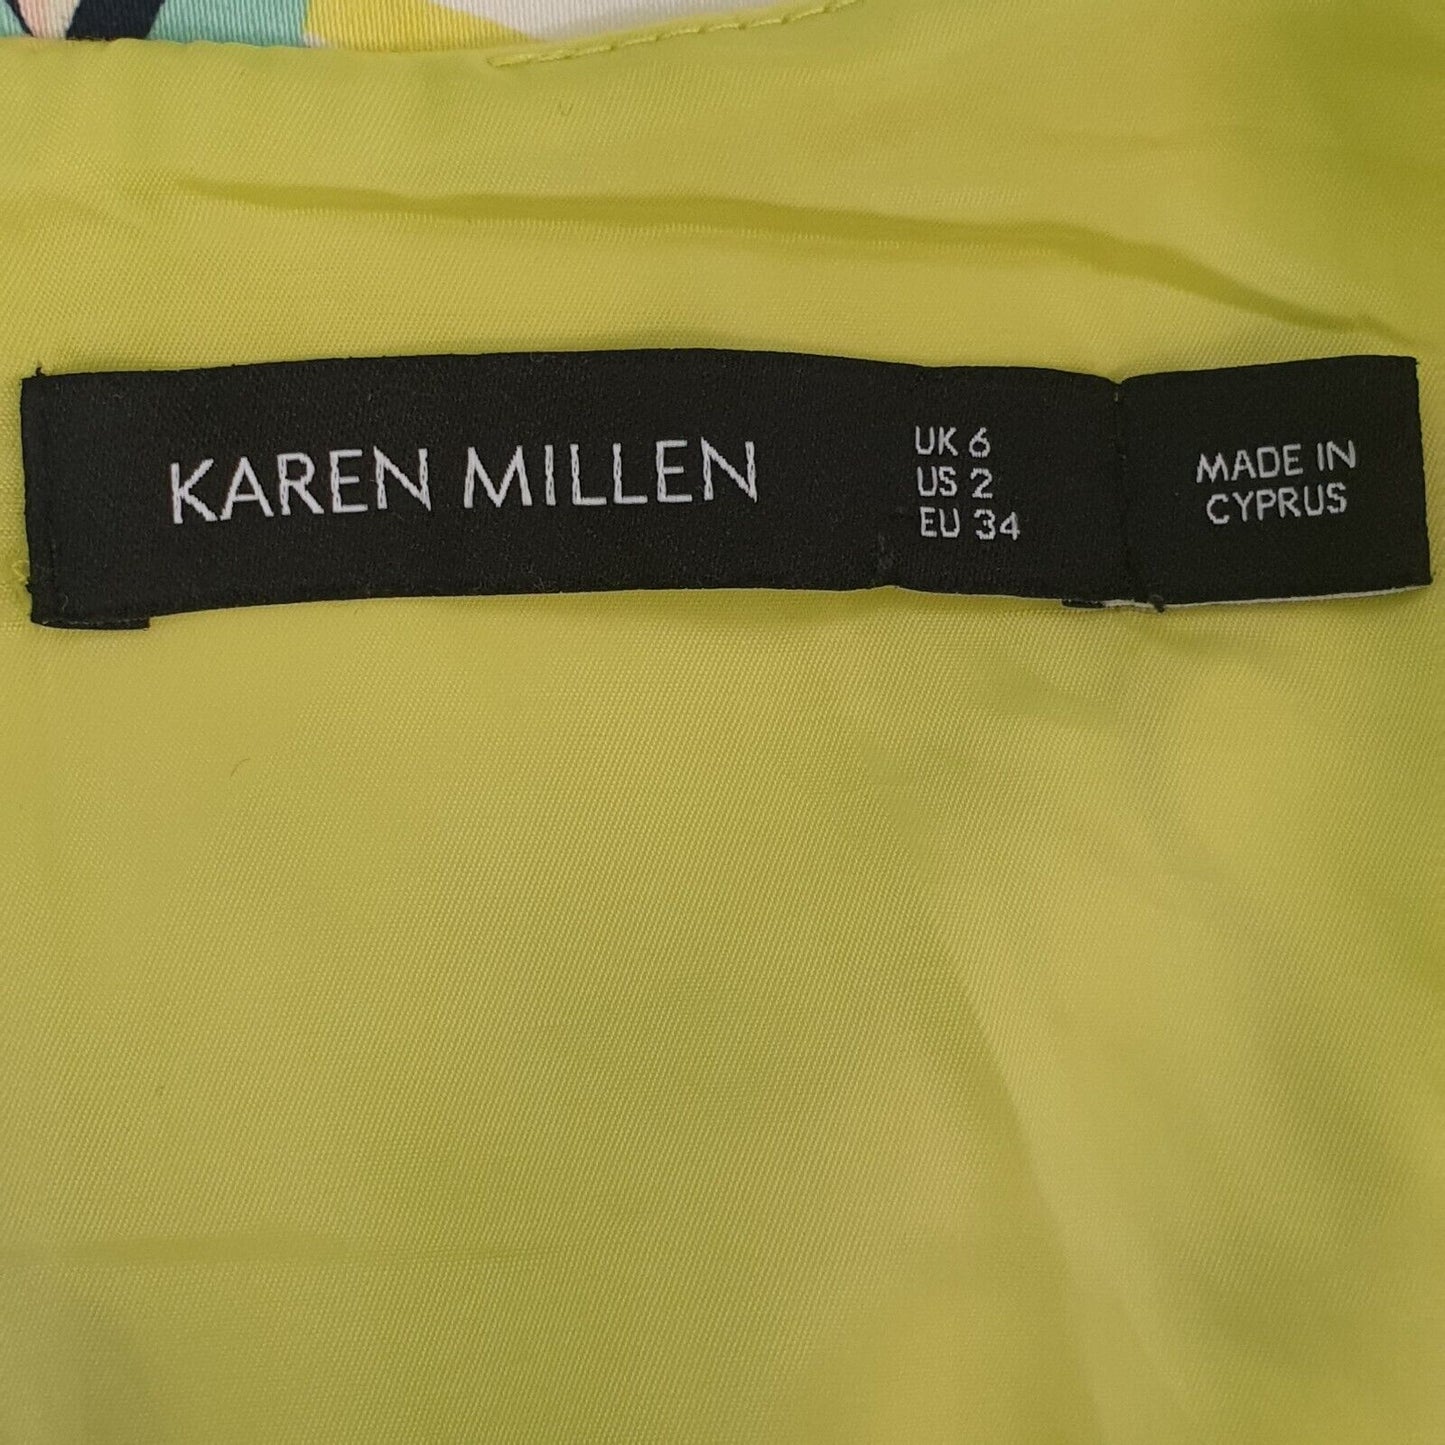 KAREN MILLEN
UK 6
US 2
EU 34
MADE IN
CYPRUS